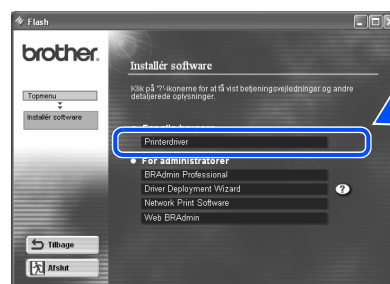 Flash
brother.
Installér software
Klik på '?'-ikonerne for at få vist betjeningsvejledninger og andre
detaljerede oplysninger.
Topmenu
Installér software
Printerdriver
For administratorer
BRAdmin Professional
Driver Deployment Wizard
?
Network Print Software
Web BRAdmin
Tilbage
Afslut